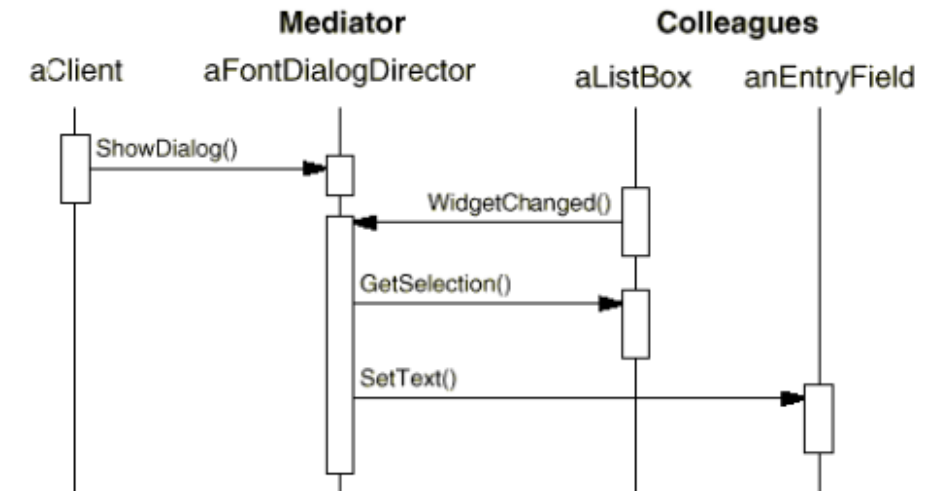 Mediator
Colleagues
aClient
aFontDialogDirector
aListBox
anEntryField
ShowDialog()
WidgetChanged()
GetSelection()
SetText()